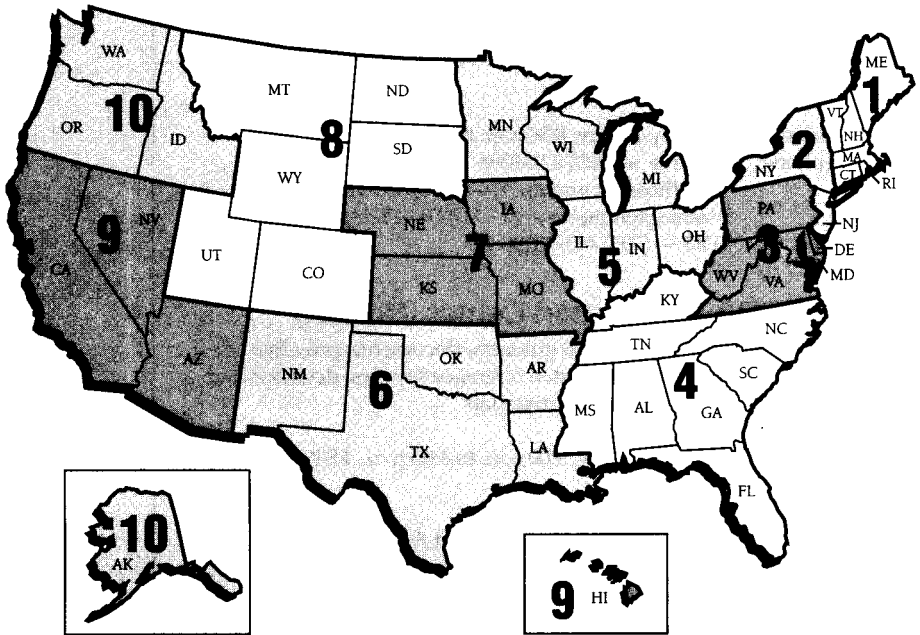 WA
MT
ND
ME
10
8
MN
VT
1
OR
ID
SD
WI
NH
2
MA
WY
MI
NY
CT
RI
NE
IA
PA
NV
9
7
NJ
UT
IL
IN
OH
3
DE
CA
CO
5
WV
MD
KS
MO
VA
KY
NC
TN
AZ
OK
NM
AR
SC
6
4
MS
AL
GA
TX
LA
FL
10
AK
9
HI